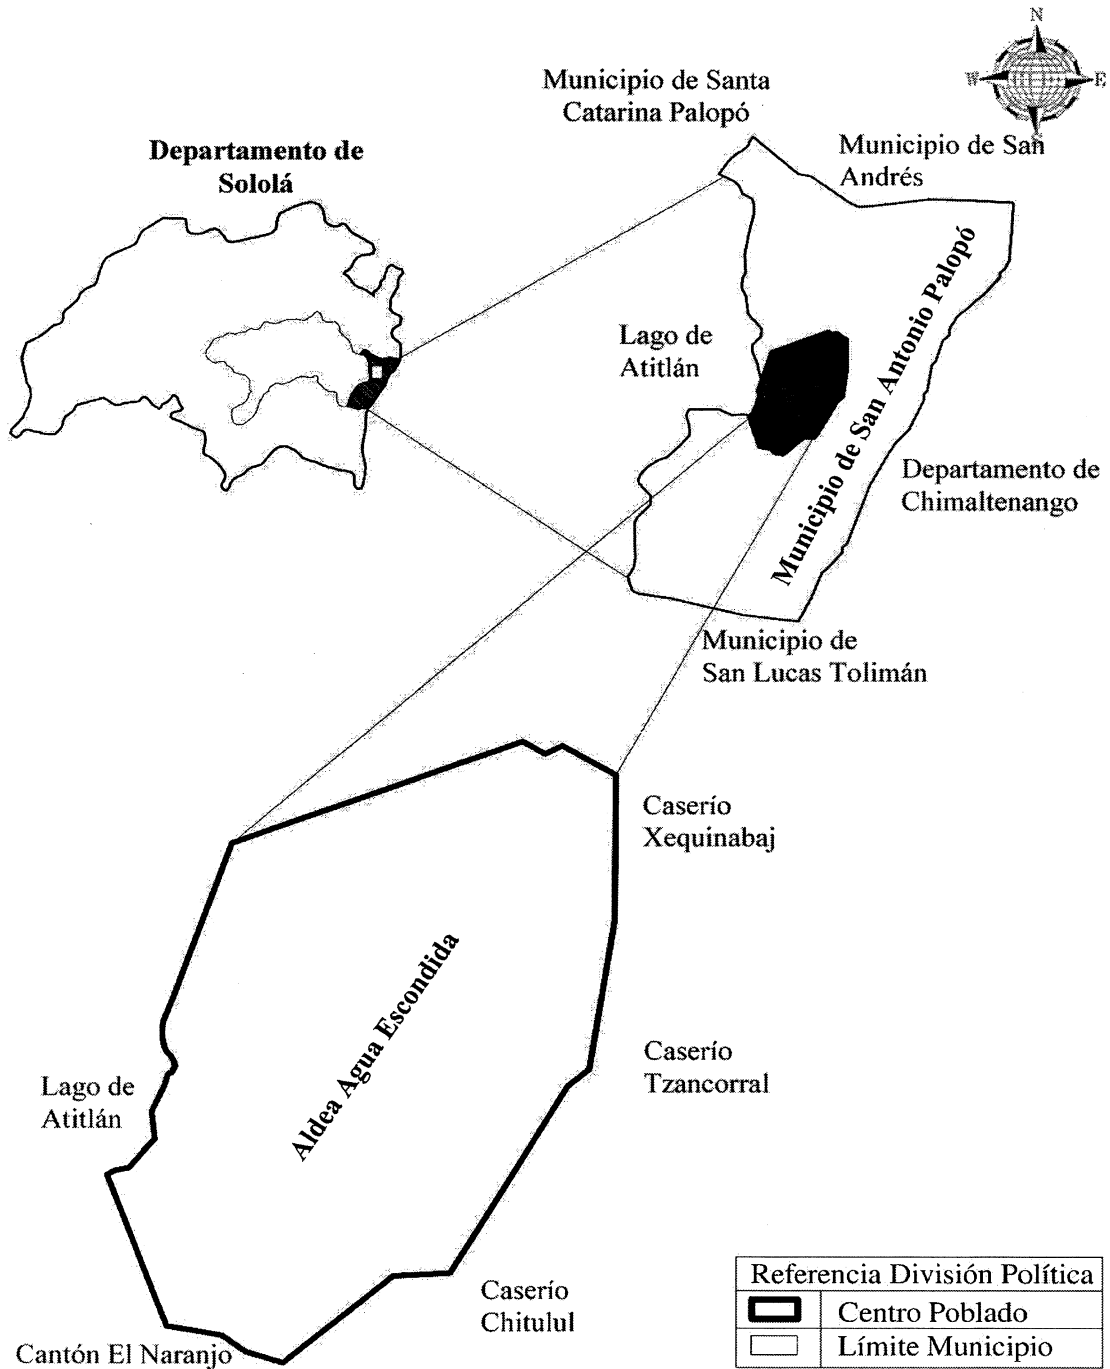 N
W
E
S
Municipio de Santa
Catarina Palopó
Departamento de
Sololá
Municipio de San
Andrés
Lago de
Atitlán
Municipio de San Antonio Palopó
Departamento de
Chimaltenango
Municipio de
San Lucas Tolimán
Caserío
Xequinabaj
Aldea Agua Escondida
Caserío
Tzancorral
Lago de
Atitlán
Caserío
Chitulul
Cantón El Naranjo
Referencia División Política
Centro Poblado
Límite Municipio